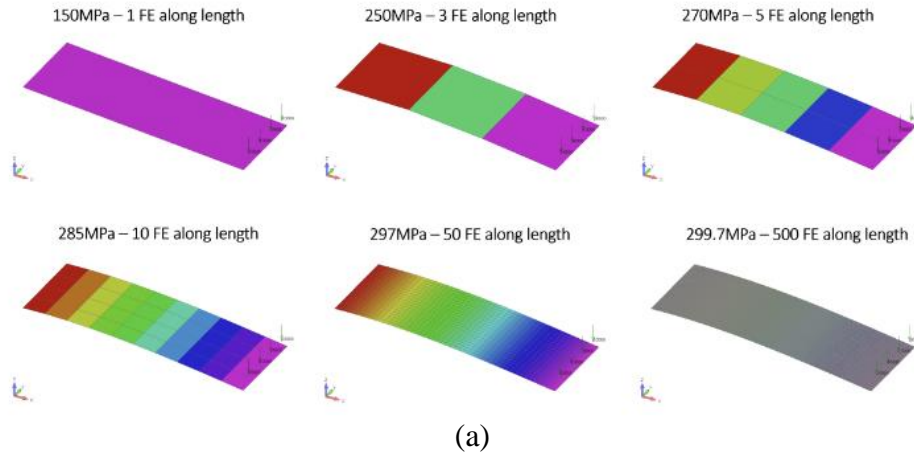 150MPa – 1 FE along length
250MPa – 3 FE along length
270MPa – 5 FE along length
285MPa – 10 FE along length
297MPa – 50 FE along length
299.7MPa – 500 FE along length
(a)